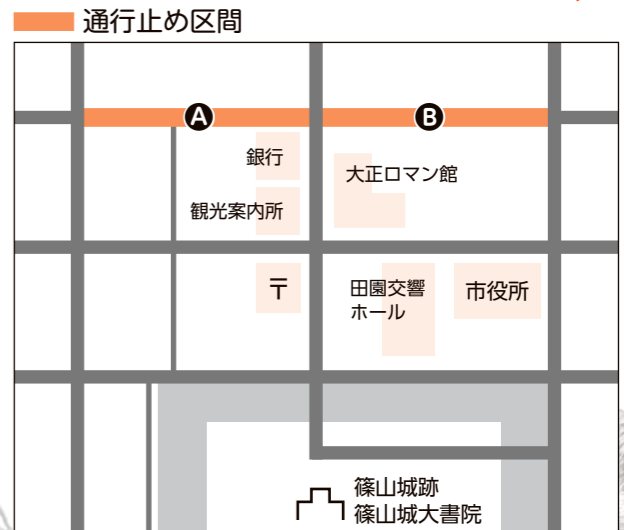 通行止め区間
A
B
銀行
大正ロマン館
観光案内所
〒
田園交響
ホール
市役所
篠山城跡
篠山城大書院